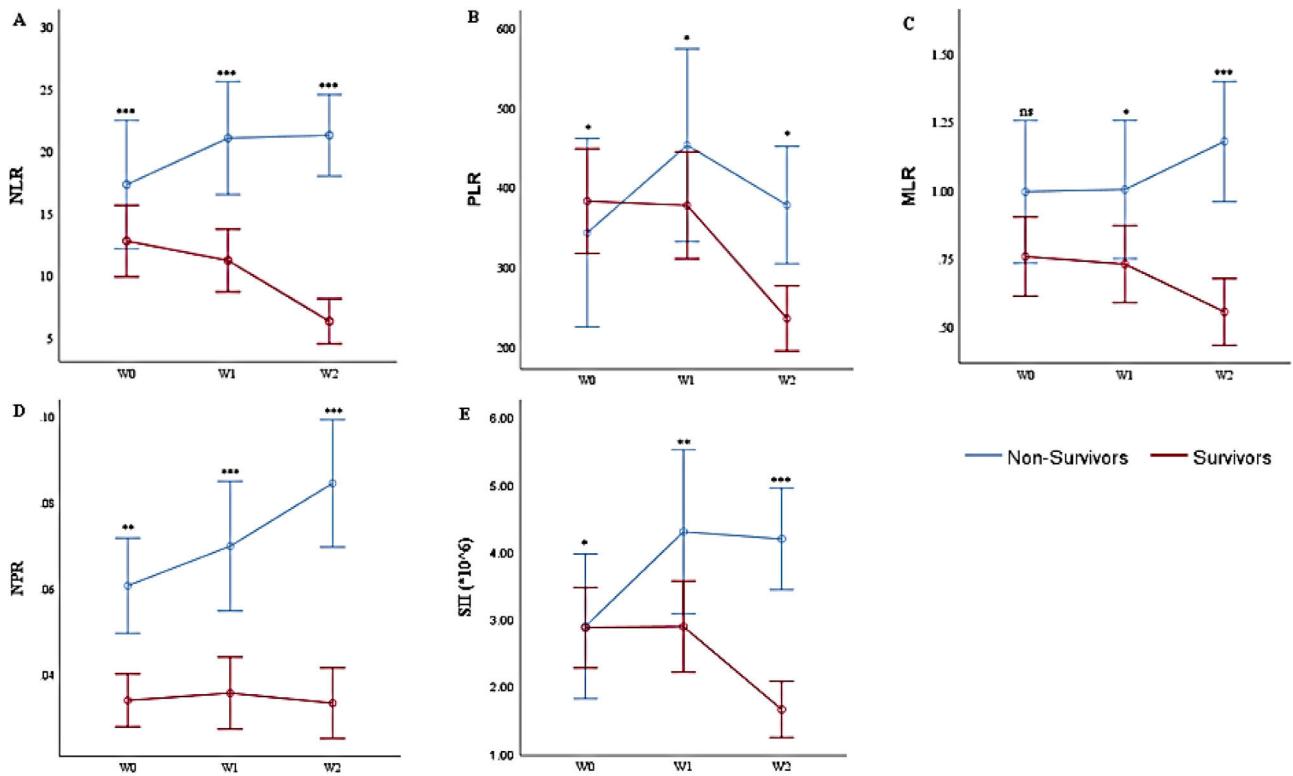 A
NLR
30
25
20
15
10
5
***
***
***
W0
W1
W2
B
PLR
600
500
400
300
200
*
*
*
W0
W1
W2
C
MLR
1.50
1.25
1.00
.75
.50
ns
*
***
W0
W1
W2
D
NPR
.10
.08
.06
.04
**
***
***
W0
W1
W2
E
SII (*10^6)
6.00
5.00
4.00
3.00
2.00
1.00
*
**
***
W0
W1
W2
Non-Survivors Survivors